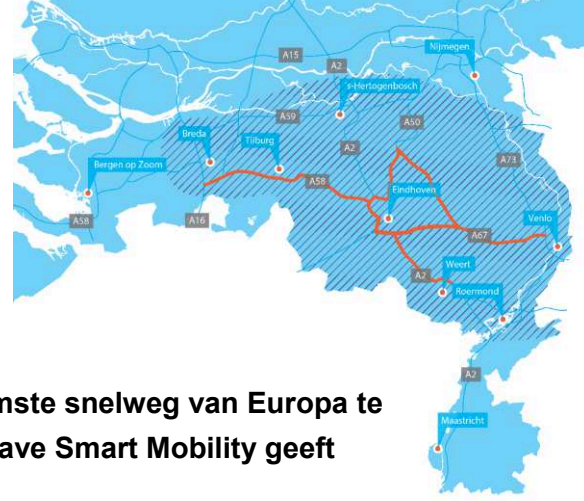 Nijmegen
A15
A2
's-Hertogenbosch
A59
A50
Breda
Tilburg
A2
A73
Bergen op Zoom
A58
Eindhoven
A58
A16
Venlo
A67
Weert
A2
Roermond
mste snelweg van Europa te
A2
ave Smart Mobility geeft
Maastricht